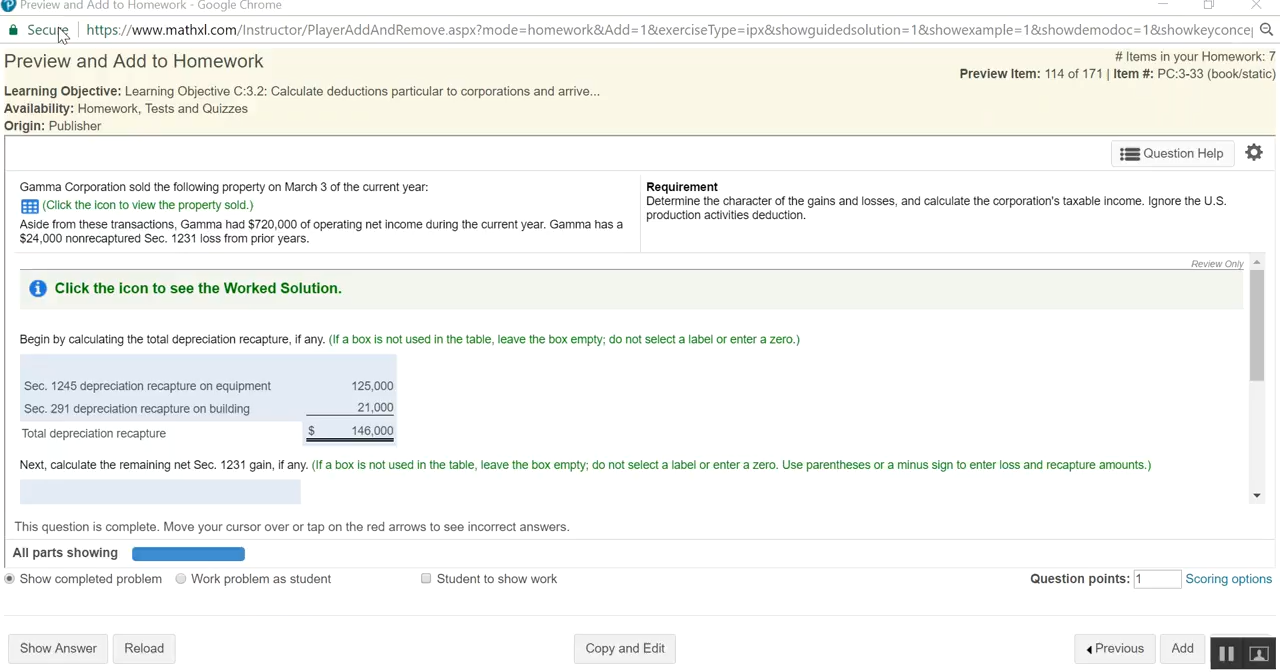 Preview and Add to Homework - Google Chrome
Secure https://www.mathxl.com/Instructor/PlayerAddAndRemove.aspx?mode=homework&Add=1&exerciseType=ipx&showguidedsolution=1&showexample=1&showdemodoc=1&showkeyconcep
Preview and Add to Homework
# Items in your Homework: 7
Preview Item: 114 of 171 | Item #: PC:3-33 (book/static)
Learning Objective: Learning Objective C:3.2: Calculate deductions particular to corporations and arrive...
Availability: Homework, Tests and Quizzes
Origin: Publisher
Question Help
Gamma Corporation sold the following property on March 3 of the current year:
(Click the icon to view the property sold.)
Aside from these transactions, Gamma had $720,000 of operating net income during the current year. Gamma has a
$24,000 nonrecaptured Sec. 1231 loss from prior years.
Requirement
Determine the character of the gains and losses, and calculate the corporation's taxable income. Ignore the U.S.
production activities deduction.
Review Only
Click the icon to see the Worked Solution.
Begin by calculating the total depreciation recapture, if any. (If a box is not used in the table, leave the box empty; do not select a label or enter a zero.)
Sec. 1245 depreciation recapture on equipment 125,000
Sec. 291 depreciation recapture on building 21,000
Total depreciation recapture $ 146,000
Next, calculate the remaining net Sec. 1231 gain, if any. (If a box is not used in the table, leave the box empty; do not select a label or enter a zero. Use parentheses or a minus sign to enter loss and recapture amounts.)
This question is complete. Move your cursor over or tap on the red arrows to see incorrect answers.
All parts showing
Show completed problem Work problem as student Student to show work Question points: 1 Scoring options
Show Answer Reload Copy and Edit Previous Add